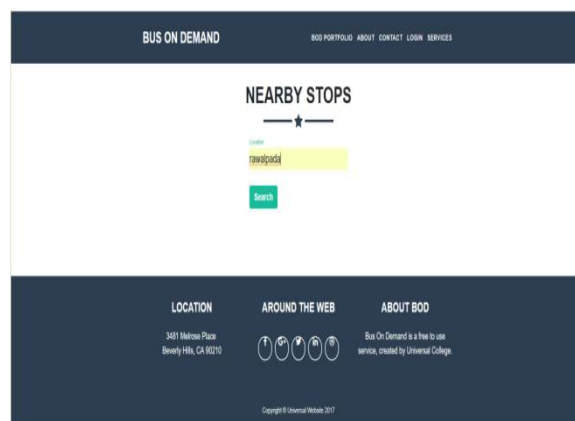 BUS ON DEMAND
BOD PORTFOLIO ABOUT CONTACT LOGIN SERVICES
NEARBY STOPS
Location
rawalpada
Search
LOCATION
3481 Melrose Place
Beverly Hills, CA 90210
AROUND THE WEB
f G+ in
ABOUT BOD
Bus On Demand is a free to use
service, created by Universal College.
Copyright © Universal Website 2017